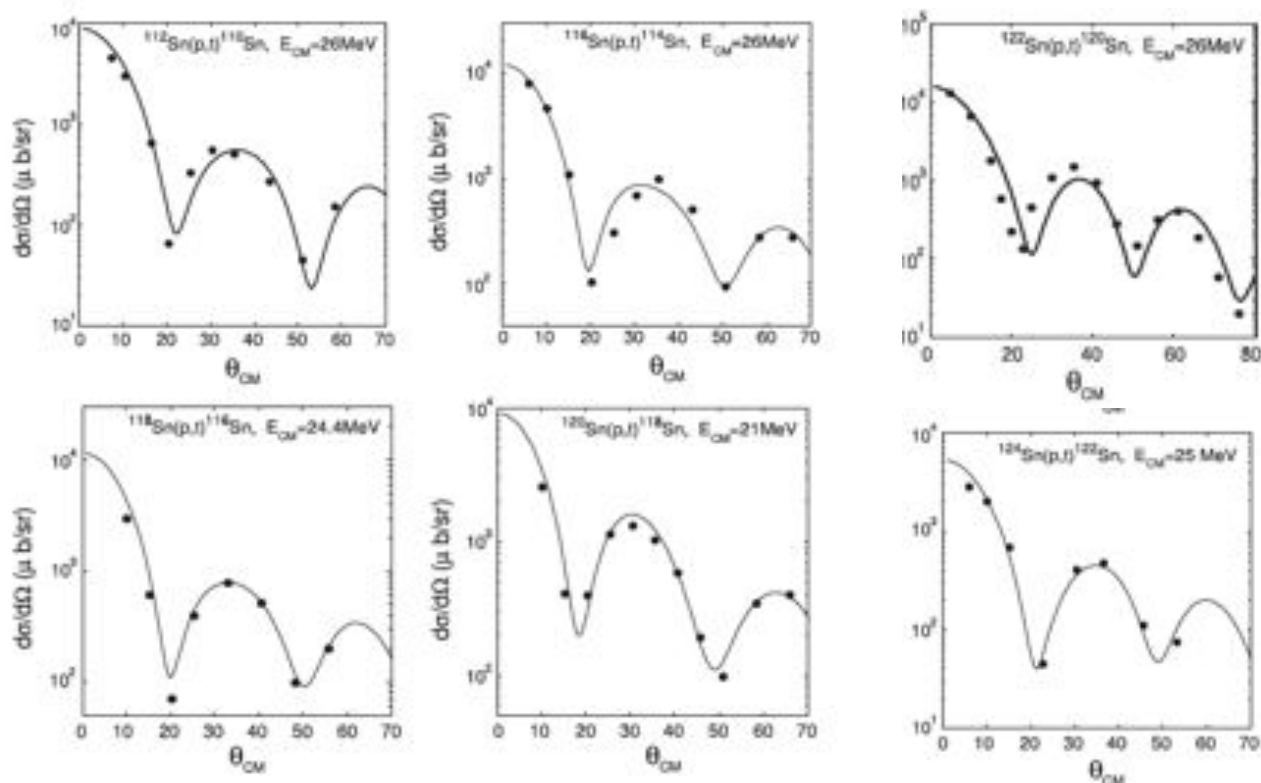 ¹¹²Sn(p,t)¹¹⁰Sn, E_CM=26MeV
10⁴
10³
10²
10¹
dσ/dΩ (μ b/sr)
0 10 20 30 40 50 60 70
θ_CM
¹¹⁶Sn(p,t)¹¹⁴Sn, E_CM=26MeV
10⁴
10³
10²
dσ/dΩ (μ b/sr)
0 10 20 30 40 50 60 70
θ_CM
¹²²Sn(p,t)¹²⁰Sn, E_CM=26MeV
10⁵
10⁴
10³
10²
10¹
0 20 40 60 80
θ_CM
¹¹⁸Sn(p,t)¹¹⁶Sn, E_CM=24.4MeV
10⁴
10³
10²
dσ/dΩ (μ b/sr)
0 10 20 30 40 50 60 70
θ_CM
¹²⁰Sn(p,t)¹¹⁸Sn, E_CM=21MeV
10⁴
10³
10²
dσ/dΩ (μ b/sr)
0 10 20 30 40 50 60 70
θ_CM
¹²⁴Sn(p,t)¹²²Sn, E_CM=25 MeV
10⁴
10³
10²
10¹
0 10 20 30 40 50 60 70
θ_CM